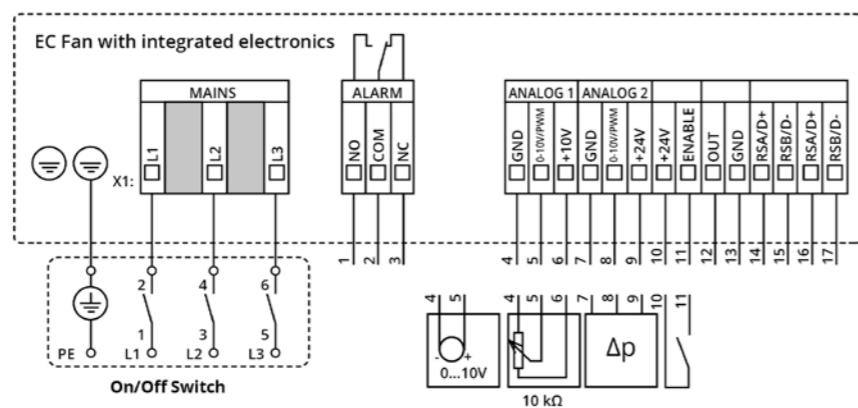 EC Fan with integrated electronics
MAINS
ALARM
ANALOG 1 ANALOG 2
L1 L2 L3
NO COM NC
GND 0-10V/PWM +10V GND 0-10V/PWM +24V +24V ENABLE OUT GND RSA/D+ RSB/D- RSA/D+ RSB/D-
X1:
1 2 3
4 5 6 7 8 9 10 11 12 13 14 15 16 17
2 4 6
1 3 5
PE L1 L2 L3
On/Off Switch
4 5 4 5 6 7 8 9 10 11
- +
0...10V
Δp
10 kΩ